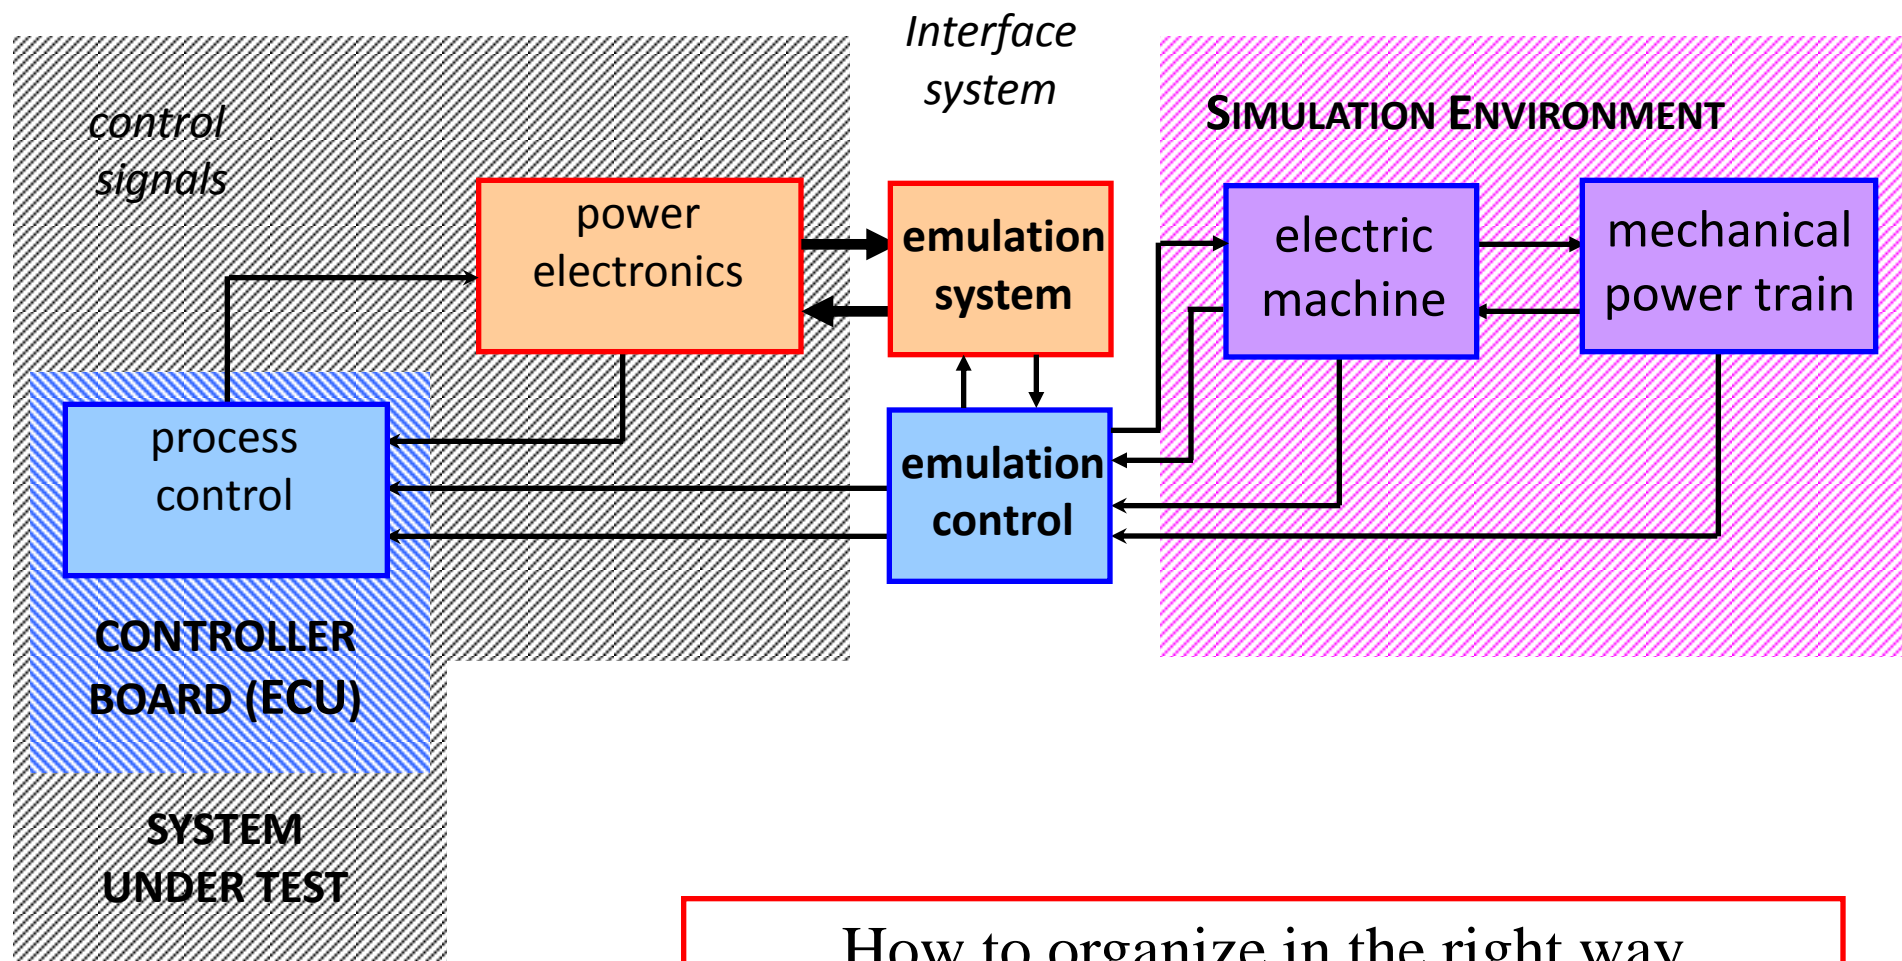 Interface
system
control
signals
SIMULATION ENVIRONMENT
power
electronics
emulation
system
electric
machine
mechanical
power train
process
control
emulation
control
CONTROLLER
BOARD (ECU)
SYSTEM
UNDER TEST
How to organize in the right way